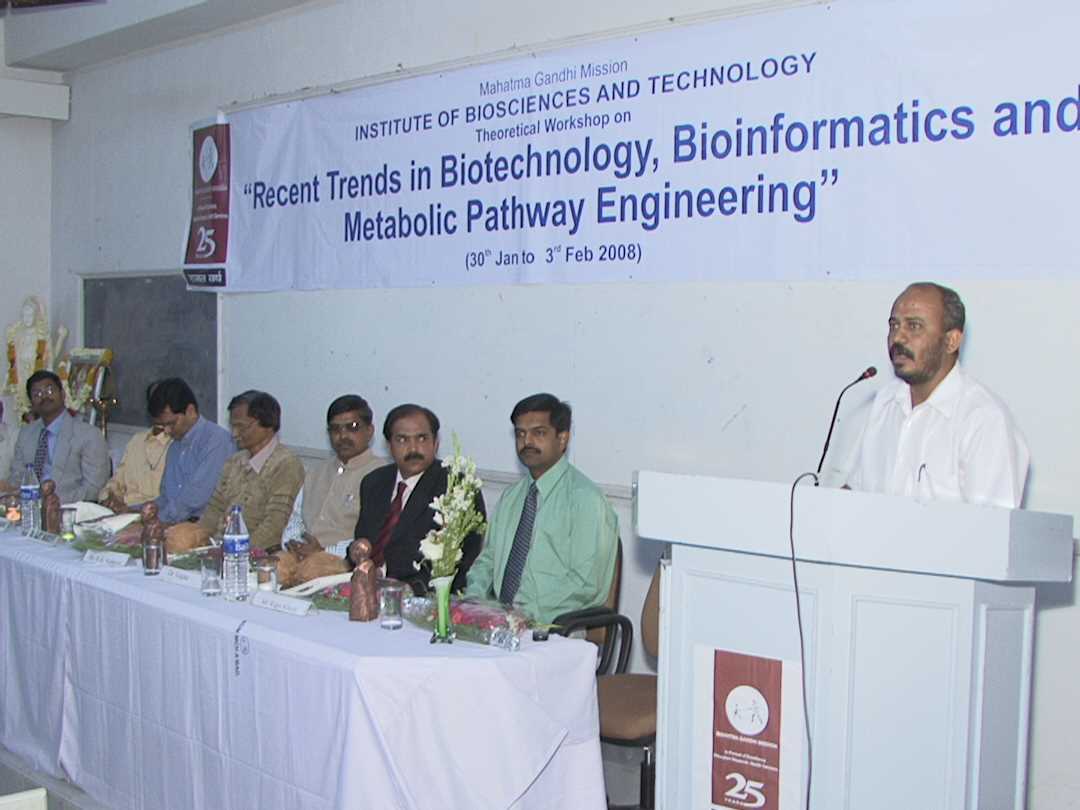 Mahatma Gandhi Mission
INSTITUTE OF BIOSCIENCES AND TECHNOLOGY
Theoretical Workshop on
“Recent Trends in Biotechnology, Bioinformatics and
Metabolic Pathway Engineering”
(30th Jan to 3rd Feb 2008)
25
MAHATMA GANDHI MISSION
25
YEARS